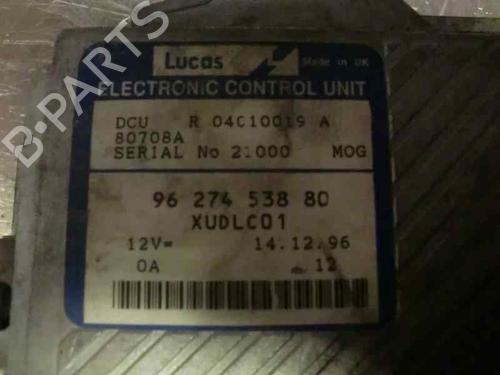 B-PARTS
Lucas Made in UK
ELECTRONIC CONTROL UNIT
DCU R 04010019 A
80708A
SERIAL No 21000 MOG
96 274 538 80
XUDLC01
12V= 14.12.96
0A 12